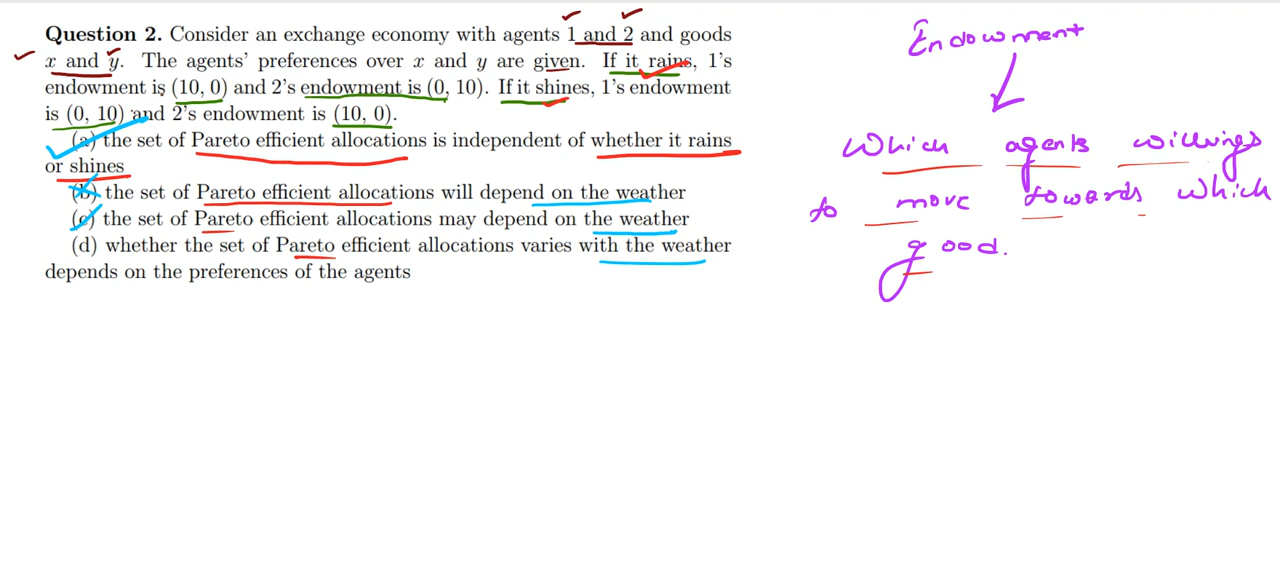 Question 2. Consider an exchange economy with agents 1 and 2 and goods
x and y. The agents' preferences over x and y are given. If it rains, 1's
endowment is (10, 0) and 2's endowment is (0, 10). If it shines, 1's endowment
is (0, 10) and 2's endowment is (10, 0).
(a) the set of Pareto efficient allocations is independent of whether it rains
or shines
(b) the set of Pareto efficient allocations will depend on the weather
(c) the set of Pareto efficient allocations may depend on the weather
(d) whether the set of Pareto efficient allocations varies with the weather
depends on the preferences of the agents
Endowment
Which agents willings
to move towards which
good.